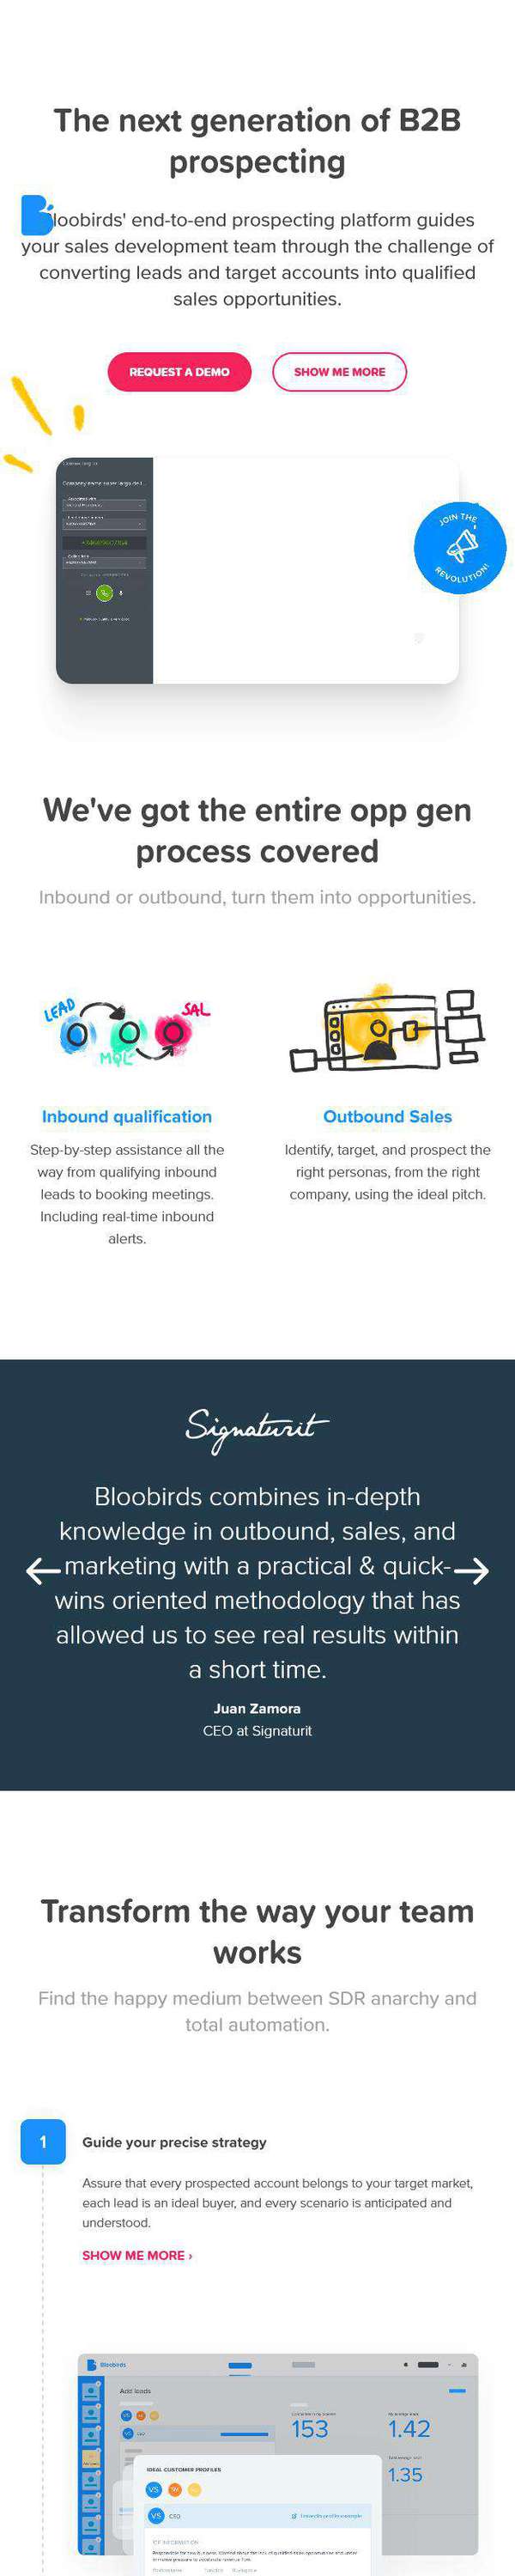 The next generation of B2B
prospecting
loobirds' end-to-end prospecting platform guides
your sales development team through the challenge of
converting leads and target accounts into qualified
sales opportunities.
REQUEST A DEMO
SHOW ME MORE
JOIN THE
REVOLUTION!
We've got the entire opp gen
process covered
Inbound or outbound, turn them into opportunities.
LEAD
SAL
MQL
Inbound qualification
Step-by-step assistance all the
way from qualifying inbound
leads to booking meetings.
Including real-time inbound
alerts.
Outbound Sales
Identify, target, and prospect the
right personas, from the right
company, using the ideal pitch.
Signaturit
Bloobirds combines in-depth
knowledge in outbound, sales, and
marketing with a practical & quick-
wins oriented methodology that has
allowed us to see real results within
a short time.
Juan Zamora
CEO at Signaturit
Transform the way your team
works
Find the happy medium between SDR anarchy and
total automation.
1
Guide your precise strategy
Assure that every prospected account belongs to your target market,
each lead is an ideal buyer, and every scenario is anticipated and
understood.
SHOW ME MORE ›
Bloobirds
Add leads
153
1.42
1.35
IDEAL CUSTOMER PROFILES
VS
VS
CEO
LinkedIn profile example